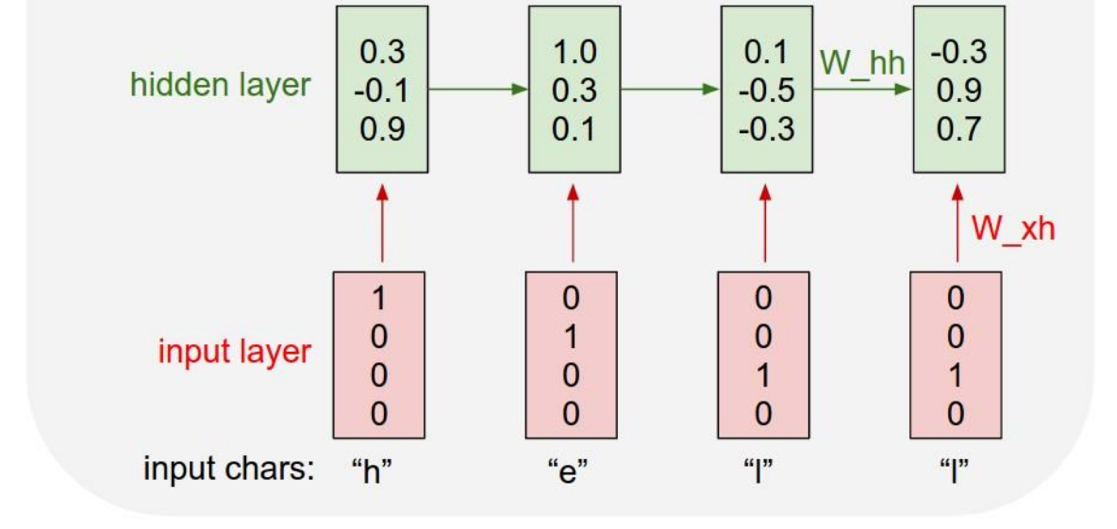 0.3 1.0 0.1 W_hh -0.3
hidden layer -0.1 0.3 -0.5 0.9
0.9 0.1 -0.3 0.7
W_xh
1 0 0 0
0 1 0 0
input layer 0 0 1 1
0 0 0 0
input chars: “h” “e” “l” “l”